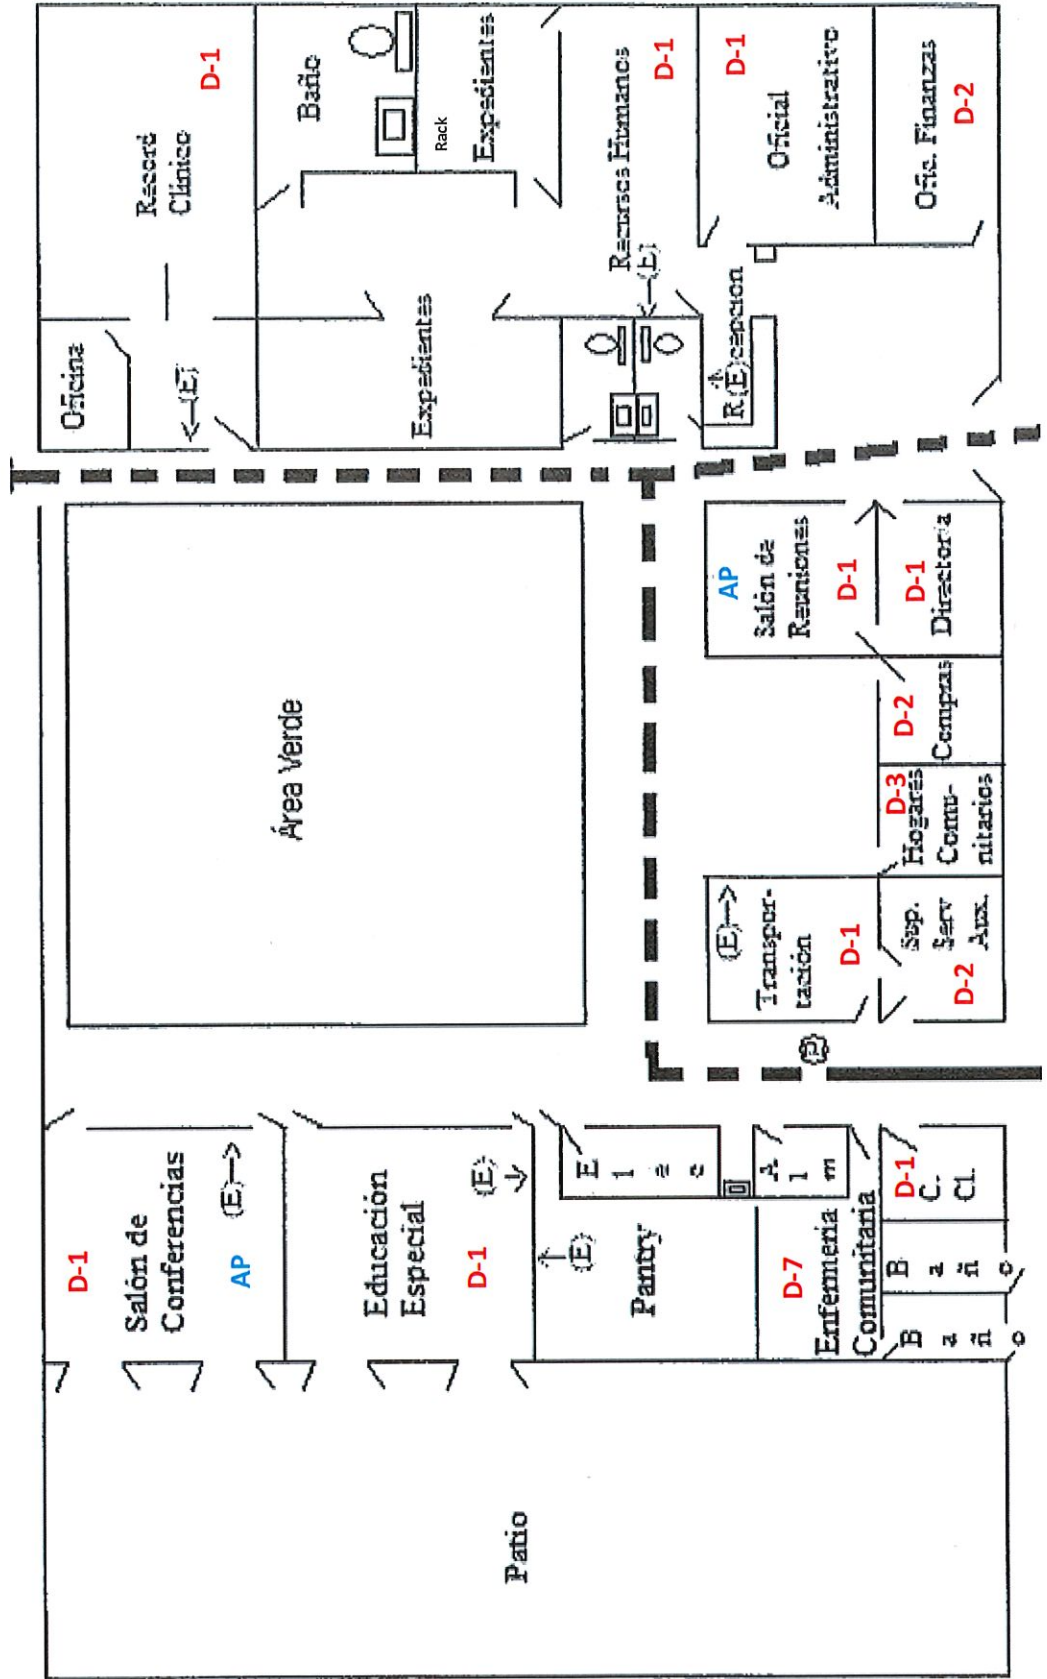 D-1
Record
Clínico
Oficina
(E)
Baño
Rack
Expedientes
Expedientes
Recursos Humanos
D-1
(E)
D-1
Oficial
Administrativo
R(E)cepcion
Ofic. Finanzas
D-2
Área Verde
AP
Salón de
Reuniones
D-1
D-1
Directoria
D-2
Compras
D-3
Hogares
Comu-
nitarios
(E)
Transpor-
tación
D-1
Sup.
Serv
Aux.
D-2
D-1
Salón de
Conferencias
AP
(E)
Educación
Especial
D-1
(E)
(E)
Pantry
E
l
e
c
A
l
m
D-7
Enfermeria
Comunitaria
D-1
C.
Cl.
B
a
ñ
o
B
a
ñ
o
Patio